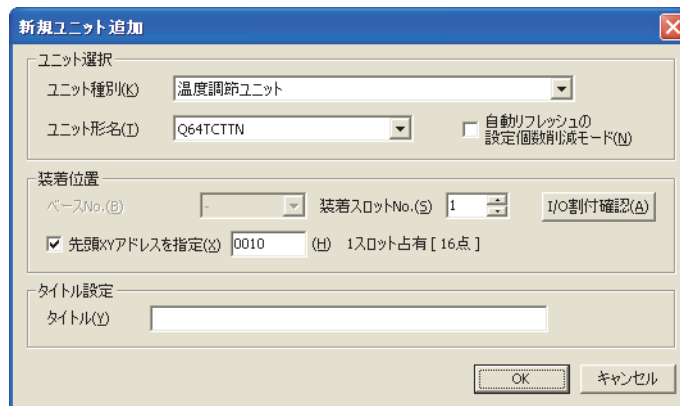 新規ユニット追加
ユニット選択
ユニット種別(K) 温度調節ユニット
ユニット形名(T) Q64TCTTN 自動リフレッシュの
設定個数削減モード(N)
装着位置
ベースNo.(B) - 装着スロットNo.(S) 1 I/O割付確認(A)
先頭XYアドレスを指定(X) 0010 (H) 1スロット占有 [ 16点 ]
タイトル設定
タイトル(Y)
OK キャンセル